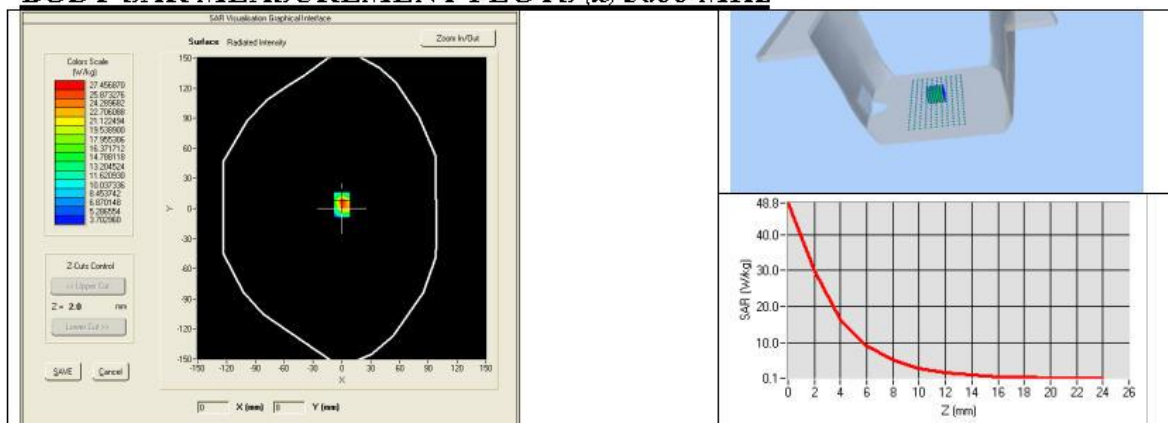 SAR Visualisation Graphical Interface
Surface Radiated Intensity
Zoom In/Out
Colors Scale
(W/kg)
27.456870
25.873276
24.289682
22.706088
21.122494
19.538900
17.955306
16.371712
14.788118
13.204524
11.620930
10.037336
8.453742
6.870148
5.286554
3.702960
Z-Cuts Control
<< Upper Cut
Z = 2.0 mm
Lower Cut >>
SAVE Cancel
150-
120-
90-
60-
30-
0-
-30-
-60-
-90-
-120-
-150-
Y
-150 -120 -90 -60 -30 0 30 60 90 120 150
X
0 X (mm) 0 Y (mm)
48.8-
40.0-
30.0-
20.0-
10.0-
0.1-
SAR (W/kg)
0 2 4 6 8 10 12 14 16 18 20 22 24 26
Z (mm)